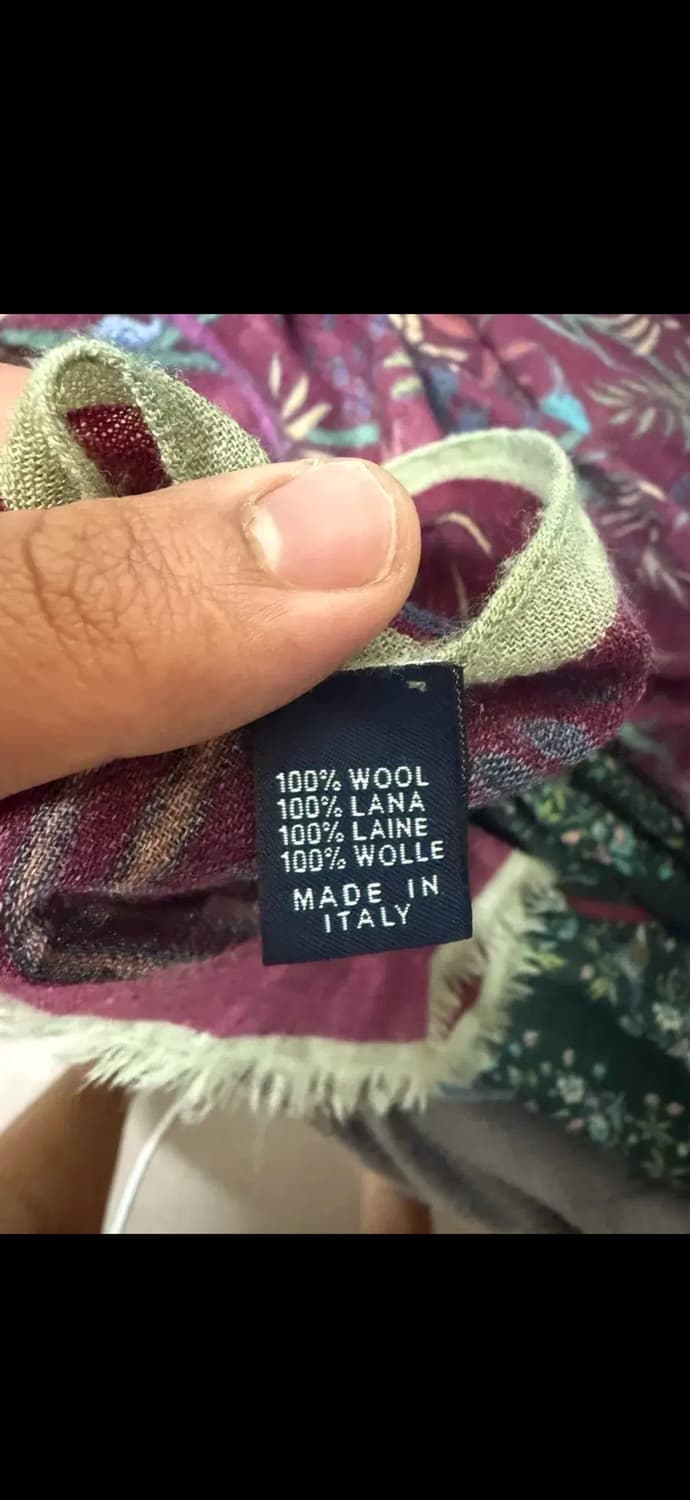 100% WOOL
100% LANA
100% LAINE
100% WOLLE
MADE IN
ITALY